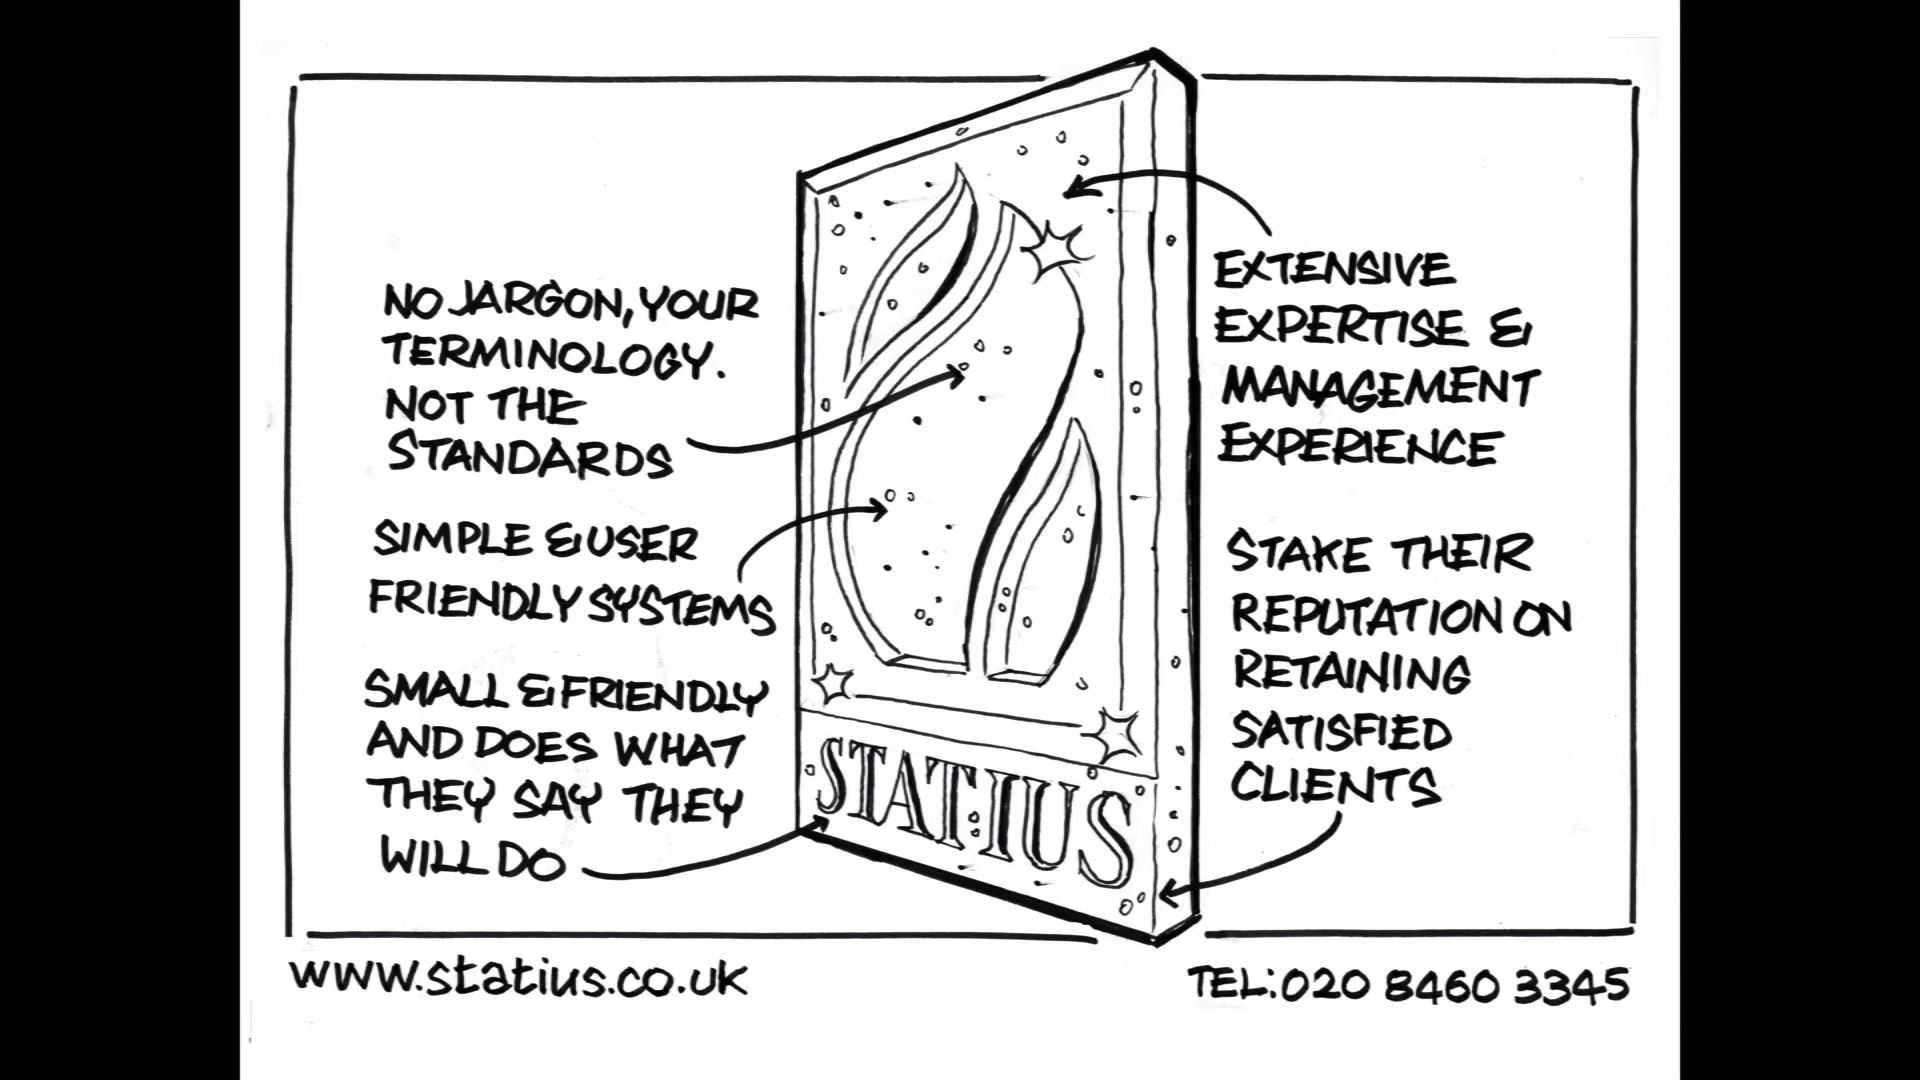 NO JARGON, YOUR
TERMINOLOGY.
NOT THE
STANDARDS
SIMPLE & USER
FRIENDLY SYSTEMS
SMALL & FRIENDLY
AND DOES WHAT
THEY SAY THEY
WILL DO
STATIUS
EXTENSIVE
EXPERTISE &
MANAGEMENT
EXPERIENCE
STAKE THEIR
REPUTATION ON
RETAINING
SATISFIED
CLIENTS
www.statius.co.uk
TEL: 020 8460 3345